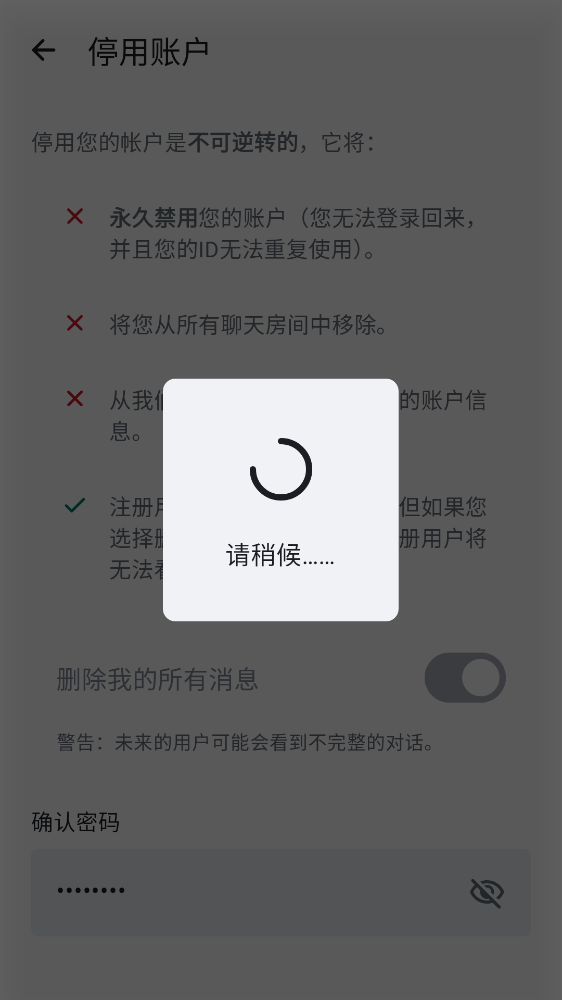 停用账户
停用您的帐户是不可逆转的，它将：
永久禁用您的账户（您无法登录回来，
并且您的ID无法重复使用）。
将您从所有聊天房间中移除。
从我 的账户信
息。
注册 但如果您
选择 册用户将
无法
请稍候……
删除我的所有消息
警告：未来的用户可能会看到不完整的对话。
确认密码
••••••••